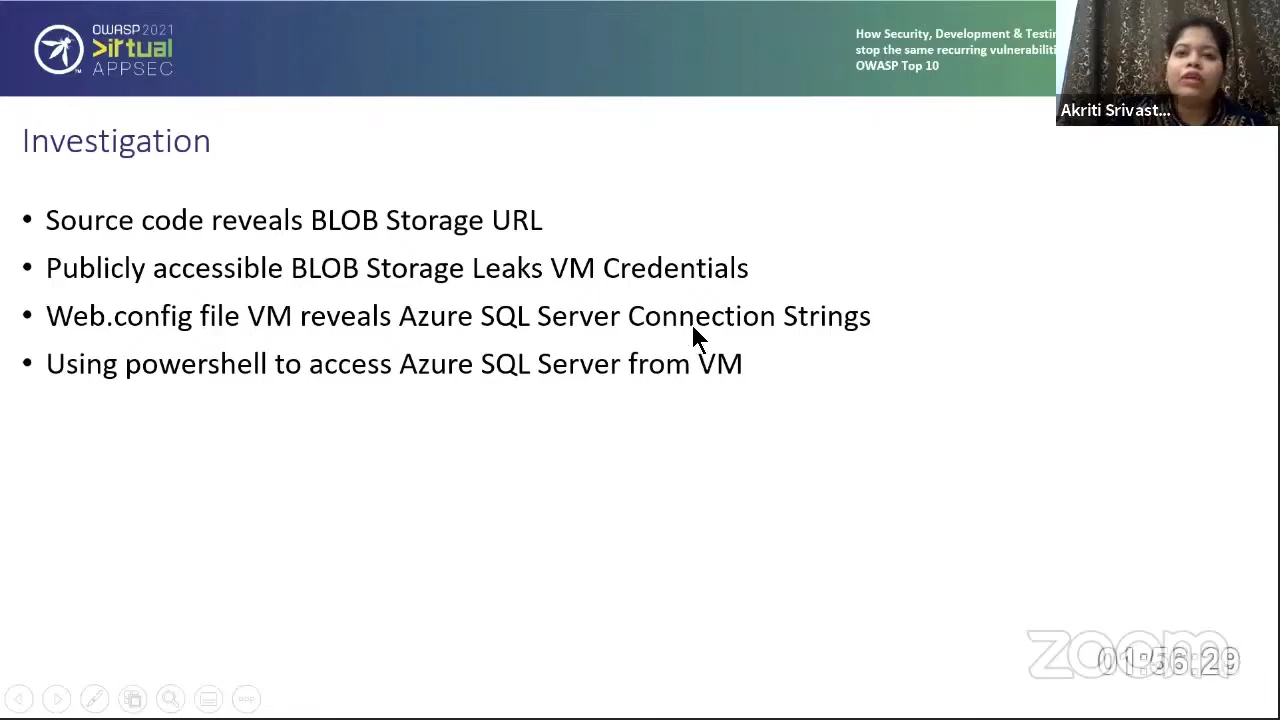 OWASP 2021
Virtual
APPSEC
How Security, Development & Testin
stop the same recurring vulnerabiliti
OWASP Top 10
Akriti Srivast...
Investigation
• Source code reveals BLOB Storage URL
• Publicly accessible BLOB Storage Leaks VM Credentials
• Web.config file VM reveals Azure SQL Server Connection Strings
• Using powershell to access Azure SQL Server from VM
zoom
01:56:29